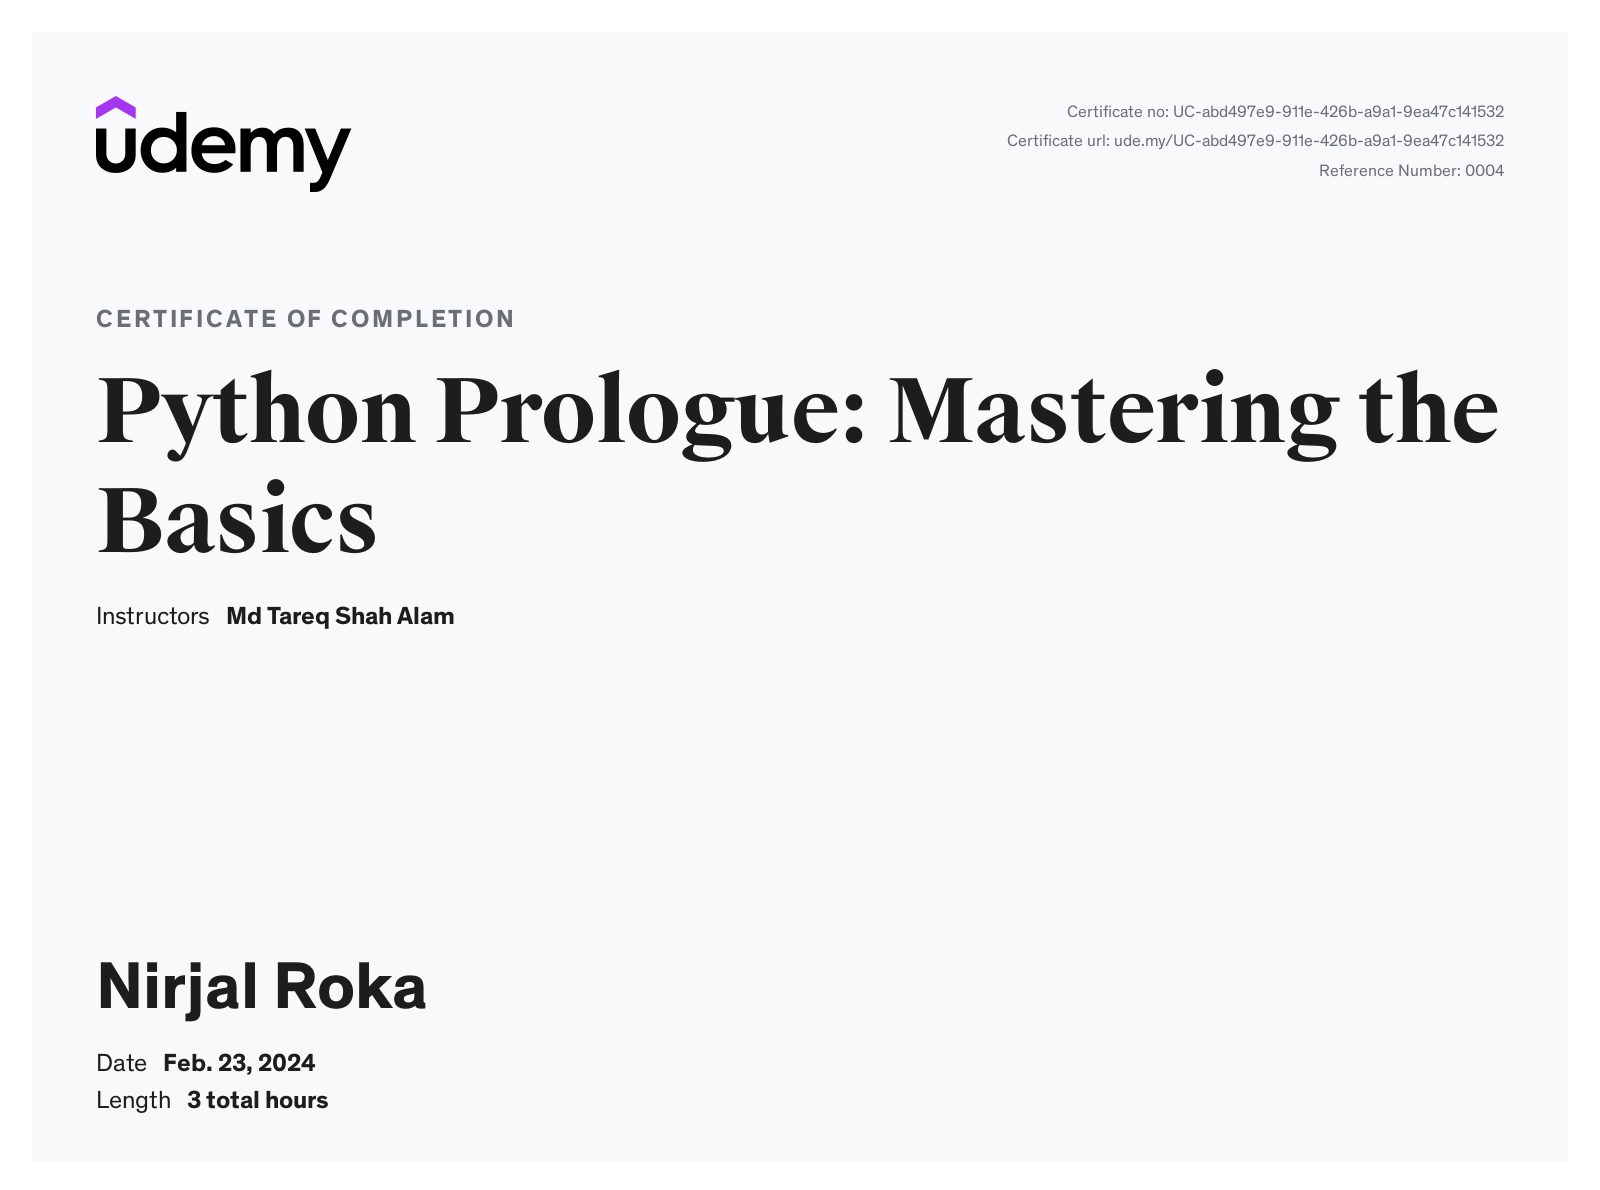 udemy
Certificate no: UC-abd497e9-911e-426b-a9a1-9ea47c141532
Certificate url: ude.my/UC-abd497e9-911e-426b-a9a1-9ea47c141532
Reference Number: 0004
CERTIFICATE OF COMPLETION
Python Prologue: Mastering the
Basics
Instructors Md Tareq Shah Alam
Nirjal Roka
Date Feb. 23, 2024
Length 3 total hours